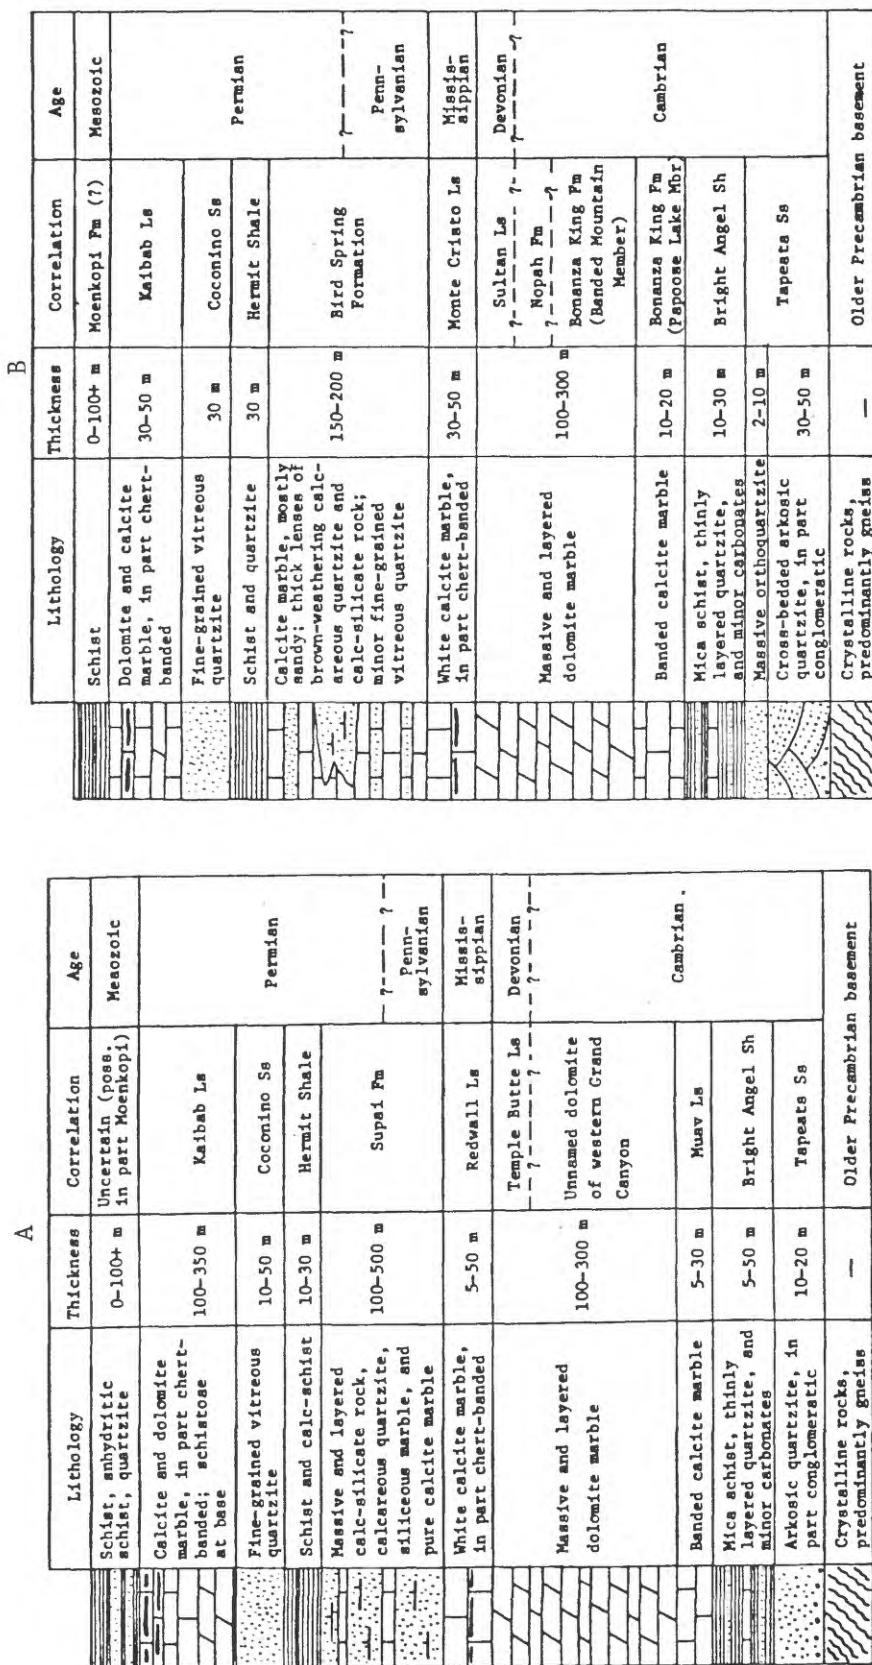 A
Lithology
Thickness
Correlation
Age
Schist, anhydritic
schist, quartzite
0-100+ m
Uncertain (poss.
in part Moenkopi)
Mesozoic
Calcite and dolomite
marble, in part chert-
banded; schistose
at base
100-350 m
Kaibab Ls
Permian
Fine-grained vitreous
quartzite
10-50 m
Coconino Ss
Schist and calc-schist
10-30 m
Hermit Shale
Massive and layered
calc-silicate rock,
calcareous quartzite,
siliceous marble, and
pure calcite marble
100-500 m
Supai Fm
?-----?
Penn-
sylvanian
White calcite marble,
in part chert-banded
5-50 m
Redwall Ls
Missis-
sippian
Massive and layered
dolomite marble
100-300 m
Temple Butte Ls
-?-----?-
Unnamed dolomite
of western Grand
Canyon
Devonian
?-----?
Cambrian.
Banded calcite marble
5-30 m
Muav Ls
Mica schist, thinly
layered quartzite, and
minor carbonates
5-50 m
Bright Angel Sh
Arkosic quartzite, in
part conglomeratic
10-20 m
Tapeats Ss
Crystalline rocks,
predominantly gneiss
—
Older Precambrian basement
B
Lithology
Thickness
Correlation
Age
Schist
0-100+ m
Moenkopi Fm (?)
Mesozoic
Dolomite and calcite
marble, in part chert-
banded
30-50 m
Kaibab Ls
Permian
Fine-grained vitreous
quartzite
30 m
Coconino Ss
Schist and quartzite
30 m
Hermit Shale
Calcite marble, mostly
sandy; thick lenses of
brown-weathering calc-
areous quartzite and
calc-silicate rock;
minor fine-grained
vitreous quartzite
150-200 m
Bird Spring
Formation
?-----?
Penn-
sylvanian
White calcite marble,
in part chert-banded
30-50 m
Monte Cristo Ls
Missis-
sippian
Massive and layered
dolomite marble
100-300 m
Sultan Ls
?-----?-
Nopah Fm
?-----?
Bonanza King Fm
(Banded Mountain
Member)
Devonian
?-----?
Cambrian
Banded calcite marble
10-20 m
Bonanza King Fm
(Papoose Lake Mbr)
Mica schist, thinly
layered quartzite,
and minor carbonates
10-30 m
Bright Angel Sh
Massive orthoquartzite
2-10 m
Tapeats Ss
Cross-bedded arkosic
quartzite, in part
conglomeratic
30-50 m
Crystalline rocks,
predominantly gneiss
—
Older Precambrian basement